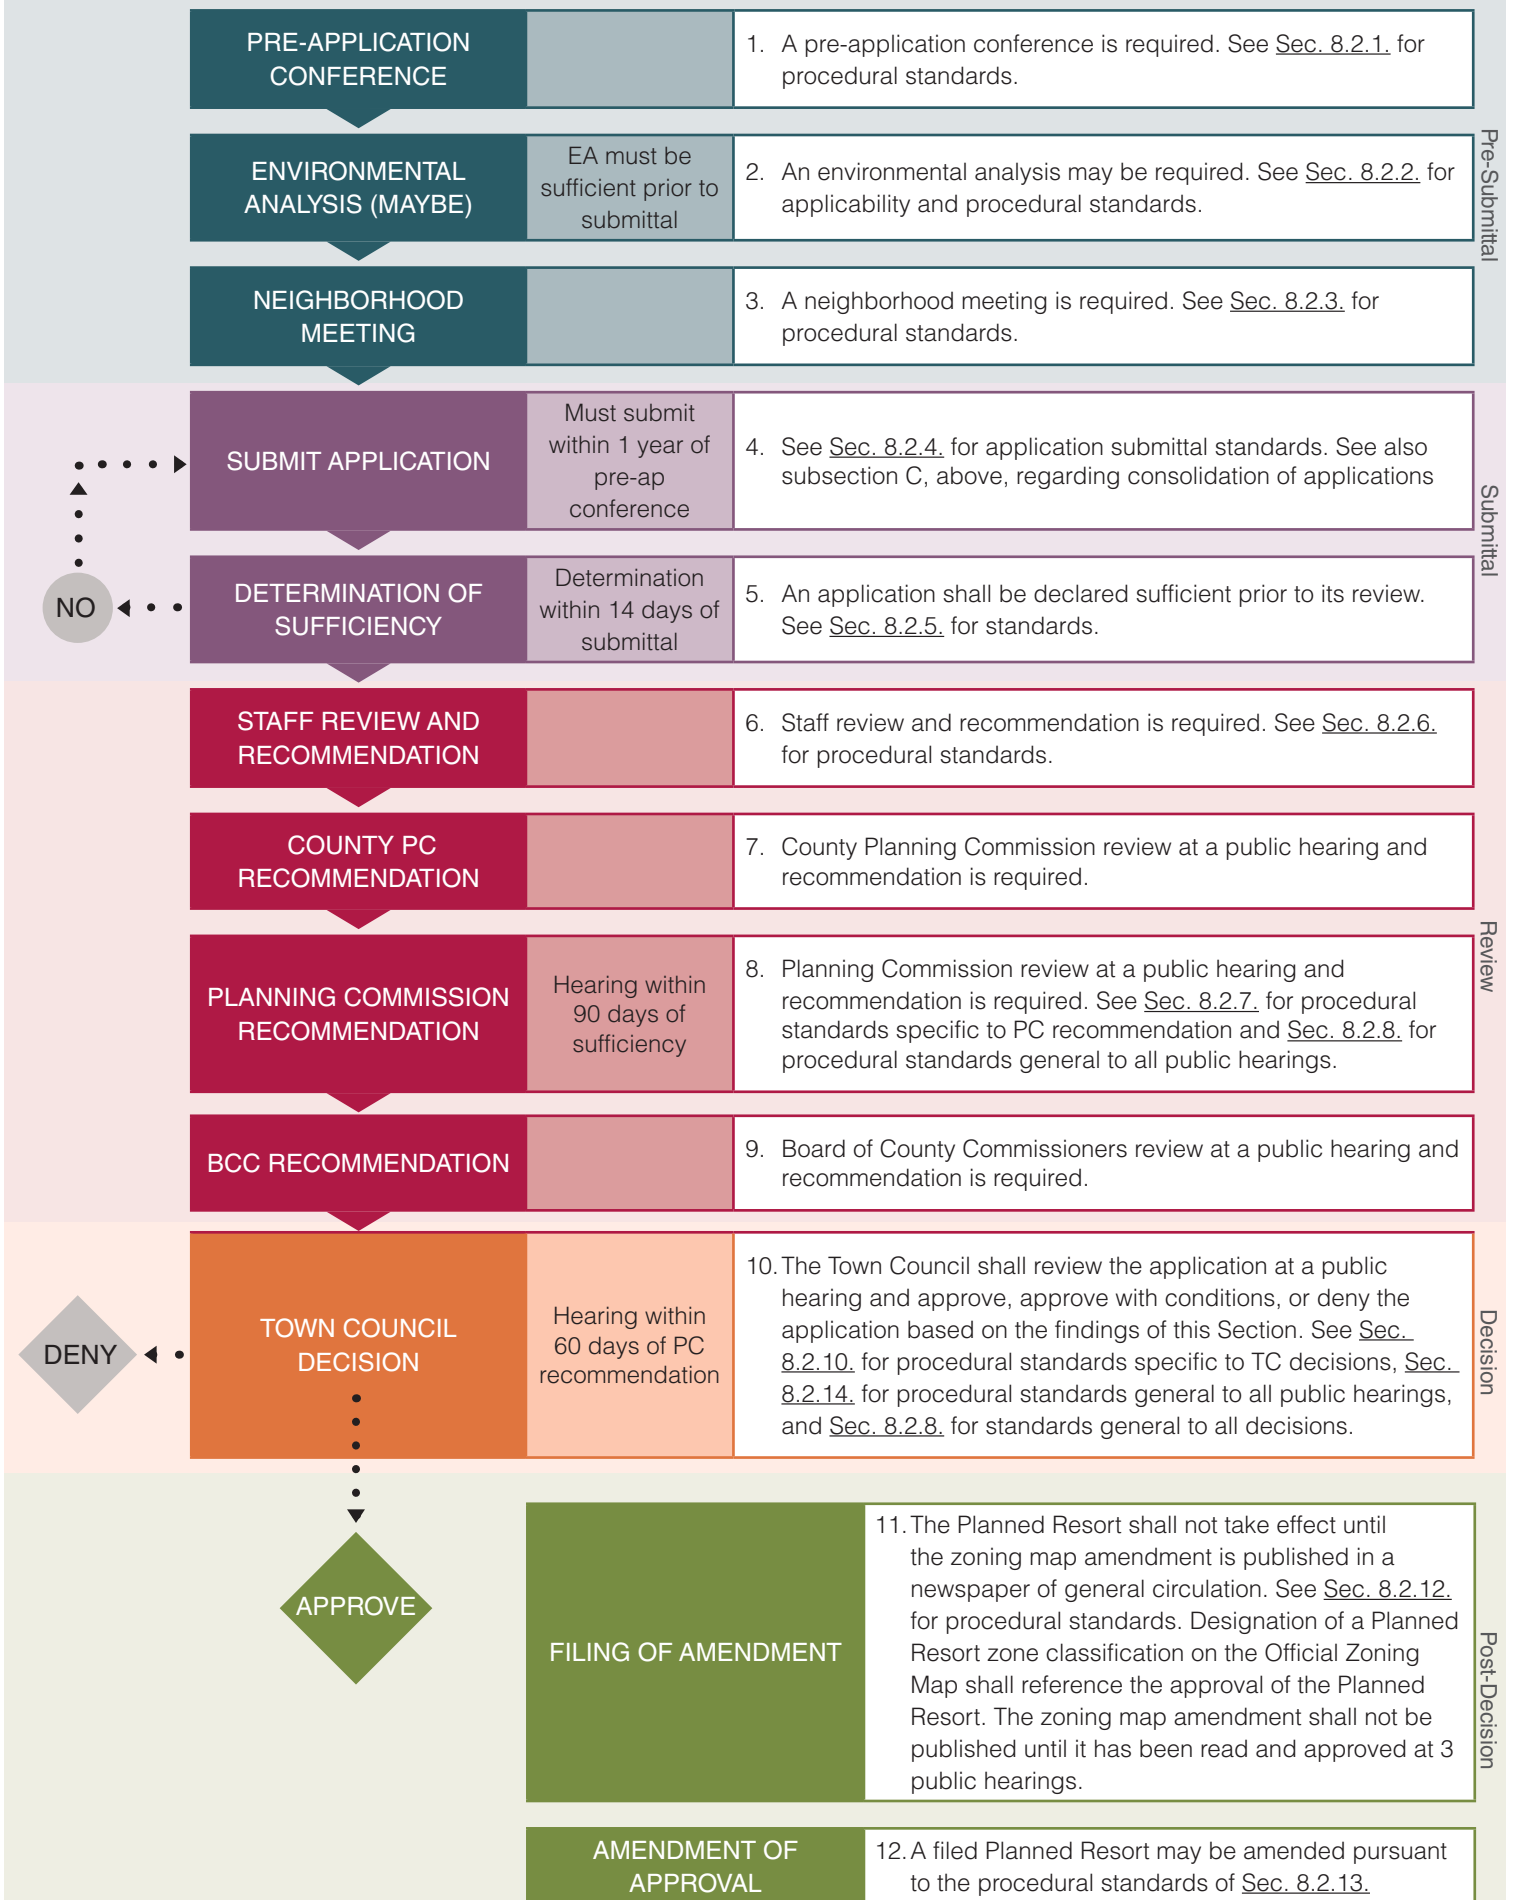 PRE-APPLICATION
CONFERENCE
1. A pre-application conference is required. See Sec. 8.2.1. for
procedural standards.
ENVIRONMENTAL
ANALYSIS (MAYBE)
EA must be
sufficient prior to
submittal
2. An environmental analysis may be required. See Sec. 8.2.2. for
applicability and procedural standards.
NEIGHBORHOOD
MEETING
3. A neighborhood meeting is required. See Sec. 8.2.3. for
procedural standards.
Pre-Submittal
SUBMIT APPLICATION
Must submit
within 1 year of
pre-ap
conference
4. See Sec. 8.2.4. for application submittal standards. See also
subsection C, above, regarding consolidation of applications
NO
DETERMINATION OF
SUFFICIENCY
Determination
within 14 days of
submittal
5. An application shall be declared sufficient prior to its review.
See Sec. 8.2.5. for standards.
Submittal
STAFF REVIEW AND
RECOMMENDATION
6. Staff review and recommendation is required. See Sec. 8.2.6.
for procedural standards.
COUNTY PC
RECOMMENDATION
7. County Planning Commission review at a public hearing and
recommendation is required.
PLANNING COMMISSION
RECOMMENDATION
Hearing within
90 days of
sufficiency
8. Planning Commission review at a public hearing and
recommendation is required. See Sec. 8.2.7. for procedural
standards specific to PC recommendation and Sec. 8.2.8. for
procedural standards general to all public hearings.
BCC RECOMMENDATION
9. Board of County Commissioners review at a public hearing and
recommendation is required.
Review
DENY
TOWN COUNCIL
DECISION
Hearing within
60 days of PC
recommendation
10. The Town Council shall review the application at a public
hearing and approve, approve with conditions, or deny the
application based on the findings of this Section. See Sec.
8.2.10. for procedural standards specific to TC decisions, Sec.
8.2.14. for procedural standards general to all public hearings,
and Sec. 8.2.8. for standards general to all decisions.
Decision
APPROVE
FILING OF AMENDMENT
11. The Planned Resort shall not take effect until
the zoning map amendment is published in a
newspaper of general circulation. See Sec. 8.2.12.
for procedural standards. Designation of a Planned
Resort zone classification on the Official Zoning
Map shall reference the approval of the Planned
Resort. The zoning map amendment shall not be
published until it has been read and approved at 3
public hearings.
AMENDMENT OF
APPROVAL
12. A filed Planned Resort may be amended pursuant
to the procedural standards of Sec. 8.2.13.
Post-Decision